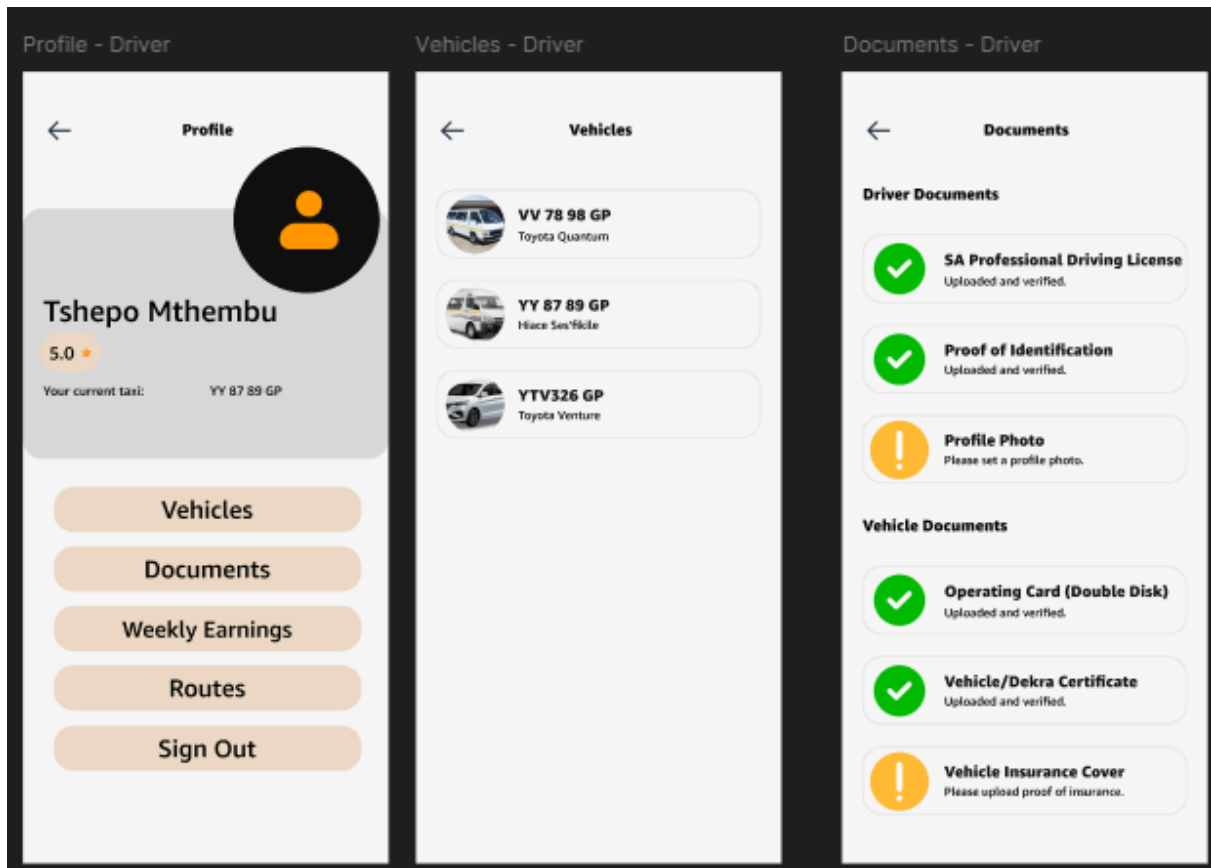 Profile - Driver
Profile
Tshepo Mthembu
5.0
Your current taxi: YY 87 89 GP
Vehicles
Documents
Weekly Earnings
Routes
Sign Out
Vehicles - Driver
Vehicles
VV 78 98 GP
Toyota Quantum
YY 87 89 GP
Hiace Ses'fikile
YTV326 GP
Toyota Venture
Documents - Driver
Documents
Driver Documents
SA Professional Driving License
Uploaded and verified.
Proof of Identification
Uploaded and verified.
Profile Photo
Please set a profile photo.
Vehicle Documents
Operating Card (Double Disk)
Uploaded and verified.
Vehicle/Dekra Certificate
Uploaded and verified.
Vehicle Insurance Cover
Please upload proof of insurance.